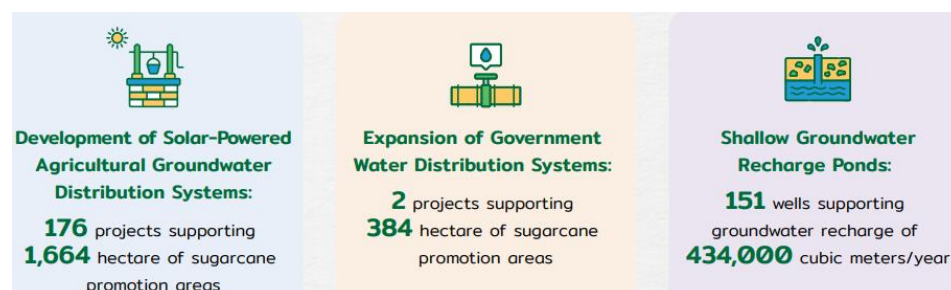 Development of Solar-Powered
Agricultural Groundwater
Distribution Systems:
176 projects supporting
1,664 hectare of sugarcane
promotion areas
Expansion of Government
Water Distribution Systems:
2 projects supporting
384 hectare of sugarcane
promotion areas
Shallow Groundwater
Recharge Ponds:
151 wells supporting
groundwater recharge of
434,000 cubic meters/year